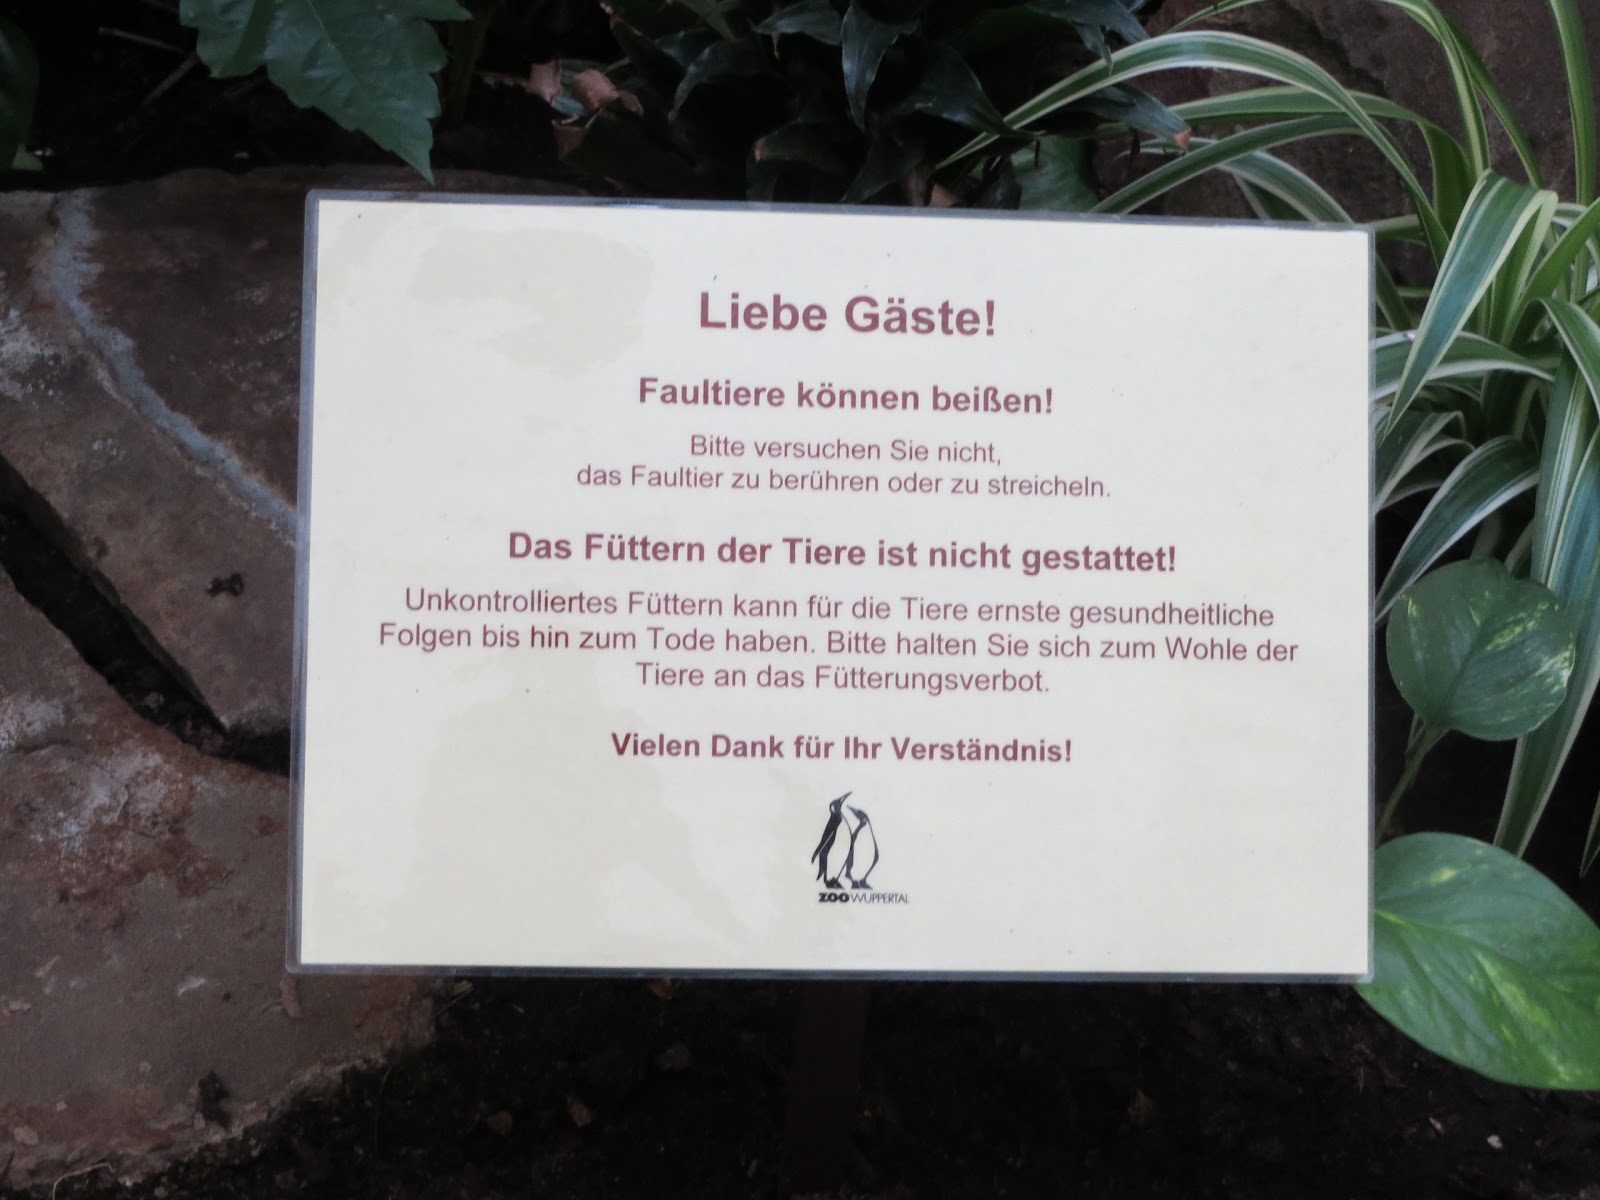 Liebe Gäste!
Faultiere können beißen!
Bitte versuchen Sie nicht,
das Faultier zu berühren oder zu streicheln.
Das Füttern der Tiere ist nicht gestattet!
Unkontrolliertes Füttern kann für die Tiere ernste gesundheitliche
Folgen bis hin zum Tode haben. Bitte halten Sie sich zum Wohle der
Tiere an das Fütterungsverbot.
Vielen Dank für Ihr Verständnis!
ZOO WUPPERTAL